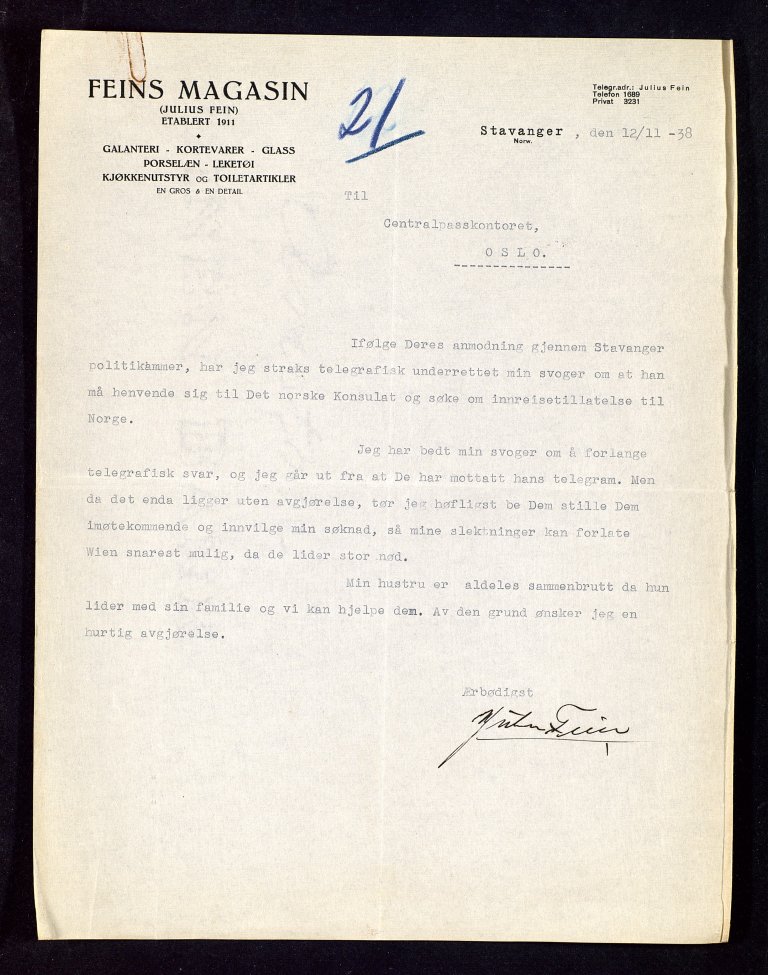 FEINS MAGASIN
(JULIUS FEIN)
ETABLERT 1911
GALANTERI - KORTEVARER - GLASS
PORSELÆN - LEKETØI
KJØKKENUTSTYR OG TOILETARTIKLER
EN GROS & EN DETAIL
21
Telegr.adr.: Julius Fein
Telefon 1689
Privat 3231
Stavanger, den 12/11 -38
Norw.
Til
Centralpasskontoret,
OSLO.
Ifølge Deres anmodning gjennem Stavanger
politikammer, har jeg straks telegrafisk underrettet min svoger om at han
må henvende sig til Det norske Konsulat og søke om innreisetillatelse til
Norge.
Jeg har bedt min svoger om å forlange
telegrafisk svar, og jeg går ut fra at De har mottatt hans telegram. Men
da det enda ligger uten avgjørelse, tør jeg høfligst be Dem stille Dem
imøtekommende og innvilge min søknad, så mine slektninger kan forlate
Wien snarest mulig, da de lider stor nød.
Min hustru er aldeles sammenbrutt da hun
lider med sin familie og vi kan hjelpe dem. Av den grund ønsker jeg en
hurtig avgjørelse.
Ærbødigst
Julius Fein